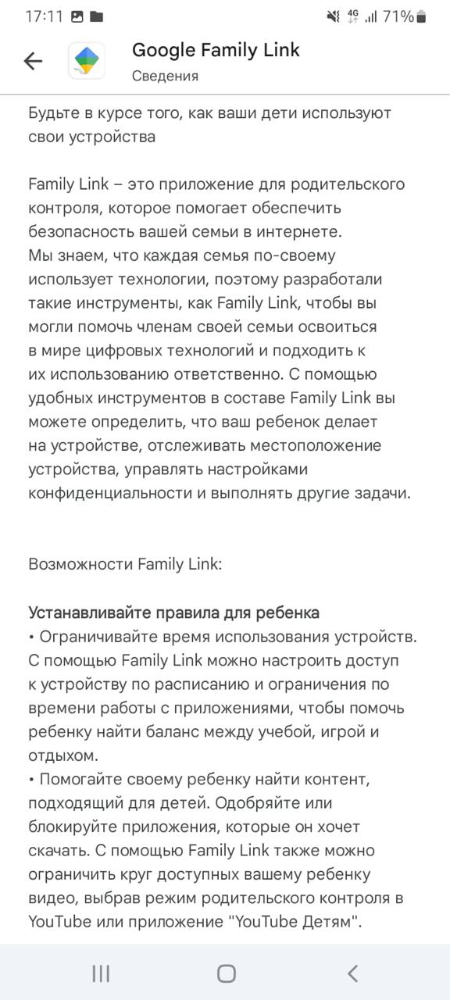 17:11
4G
71%
Google Family Link
Сведения
Будьте в курсе того, как ваши дети используют
свои устройства
Family Link – это приложение для родительского
контроля, которое помогает обеспечить
безопасность вашей семьи в интернете.
Мы знаем, что каждая семья по-своему
использует технологии, поэтому разработали
такие инструменты, как Family Link, чтобы вы
могли помочь членам своей семьи освоиться
в мире цифровых технологий и подходить к
их использованию ответственно. С помощью
удобных инструментов в составе Family Link вы
можете определить, что ваш ребенок делает
на устройстве, отслеживать местоположение
устройства, управлять настройками
конфиденциальности и выполнять другие задачи.
Возможности Family Link:
Устанавливайте правила для ребенка
• Ограничивайте время использования устройств.
С помощью Family Link можно настроить доступ
к устройству по расписанию и ограничения по
времени работы с приложениями, чтобы помочь
ребенку найти баланс между учебой, игрой и
отдыхом.
• Помогайте своему ребенку найти контент,
подходящий для детей. Одобряйте или
блокируйте приложения, которые он хочет
скачать. С помощью Family Link также можно
ограничить круг доступных вашему ребенку
видео, выбрав режим родительского контроля в
YouTube или приложение "YouTube Детям".